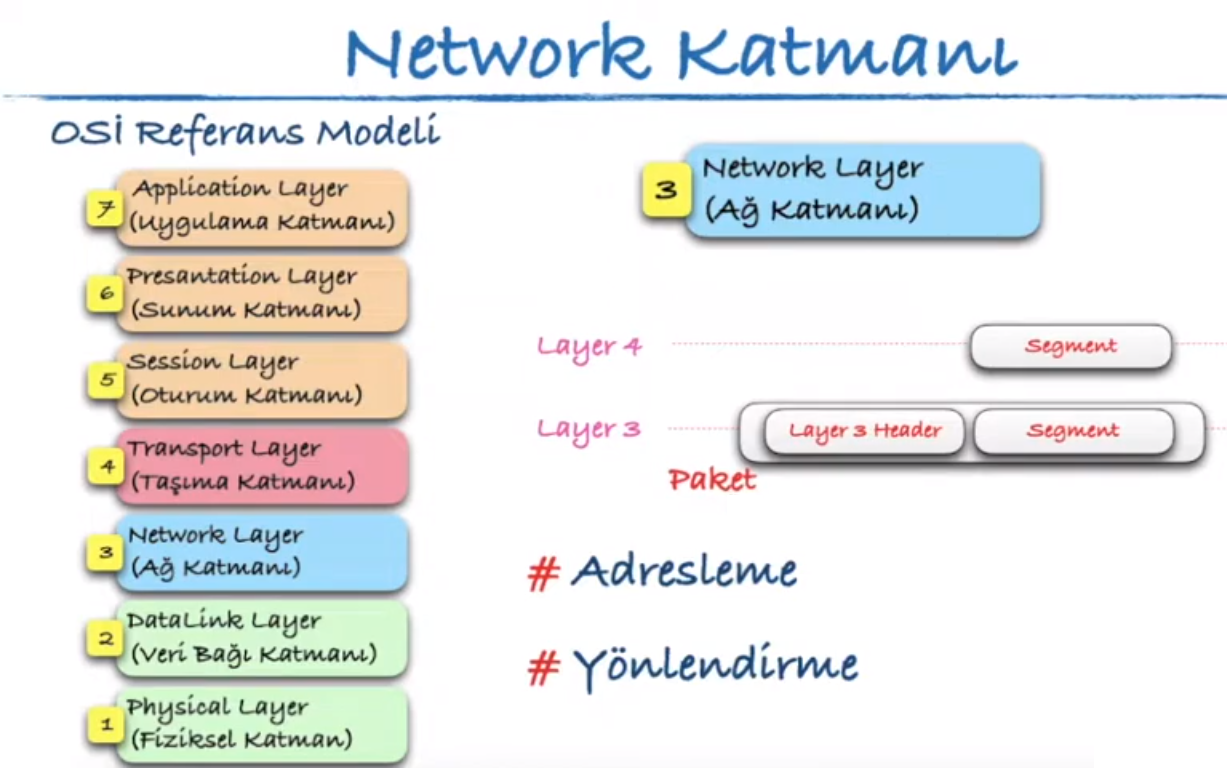 Network Katmanı
OSİ Referans Modeli
7
Application Layer
(Uygulama Katmanı)
6
Presantation Layer
(Sunum Katmanı)
5
Session Layer
(Oturum Katmanı)
4
Transport Layer
(Taşıma Katmanı)
3
Network Layer
(Ağ Katmanı)
2
DataLink Layer
(Veri Bağı Katmanı)
1
Physical Layer
(Fiziksel Katman)
3
Network Layer
(Ağ Katmanı)
Layer 4
Segment
Layer 3
Layer 3 Header
Segment
Paket
# Adresleme
# Yönlendirme